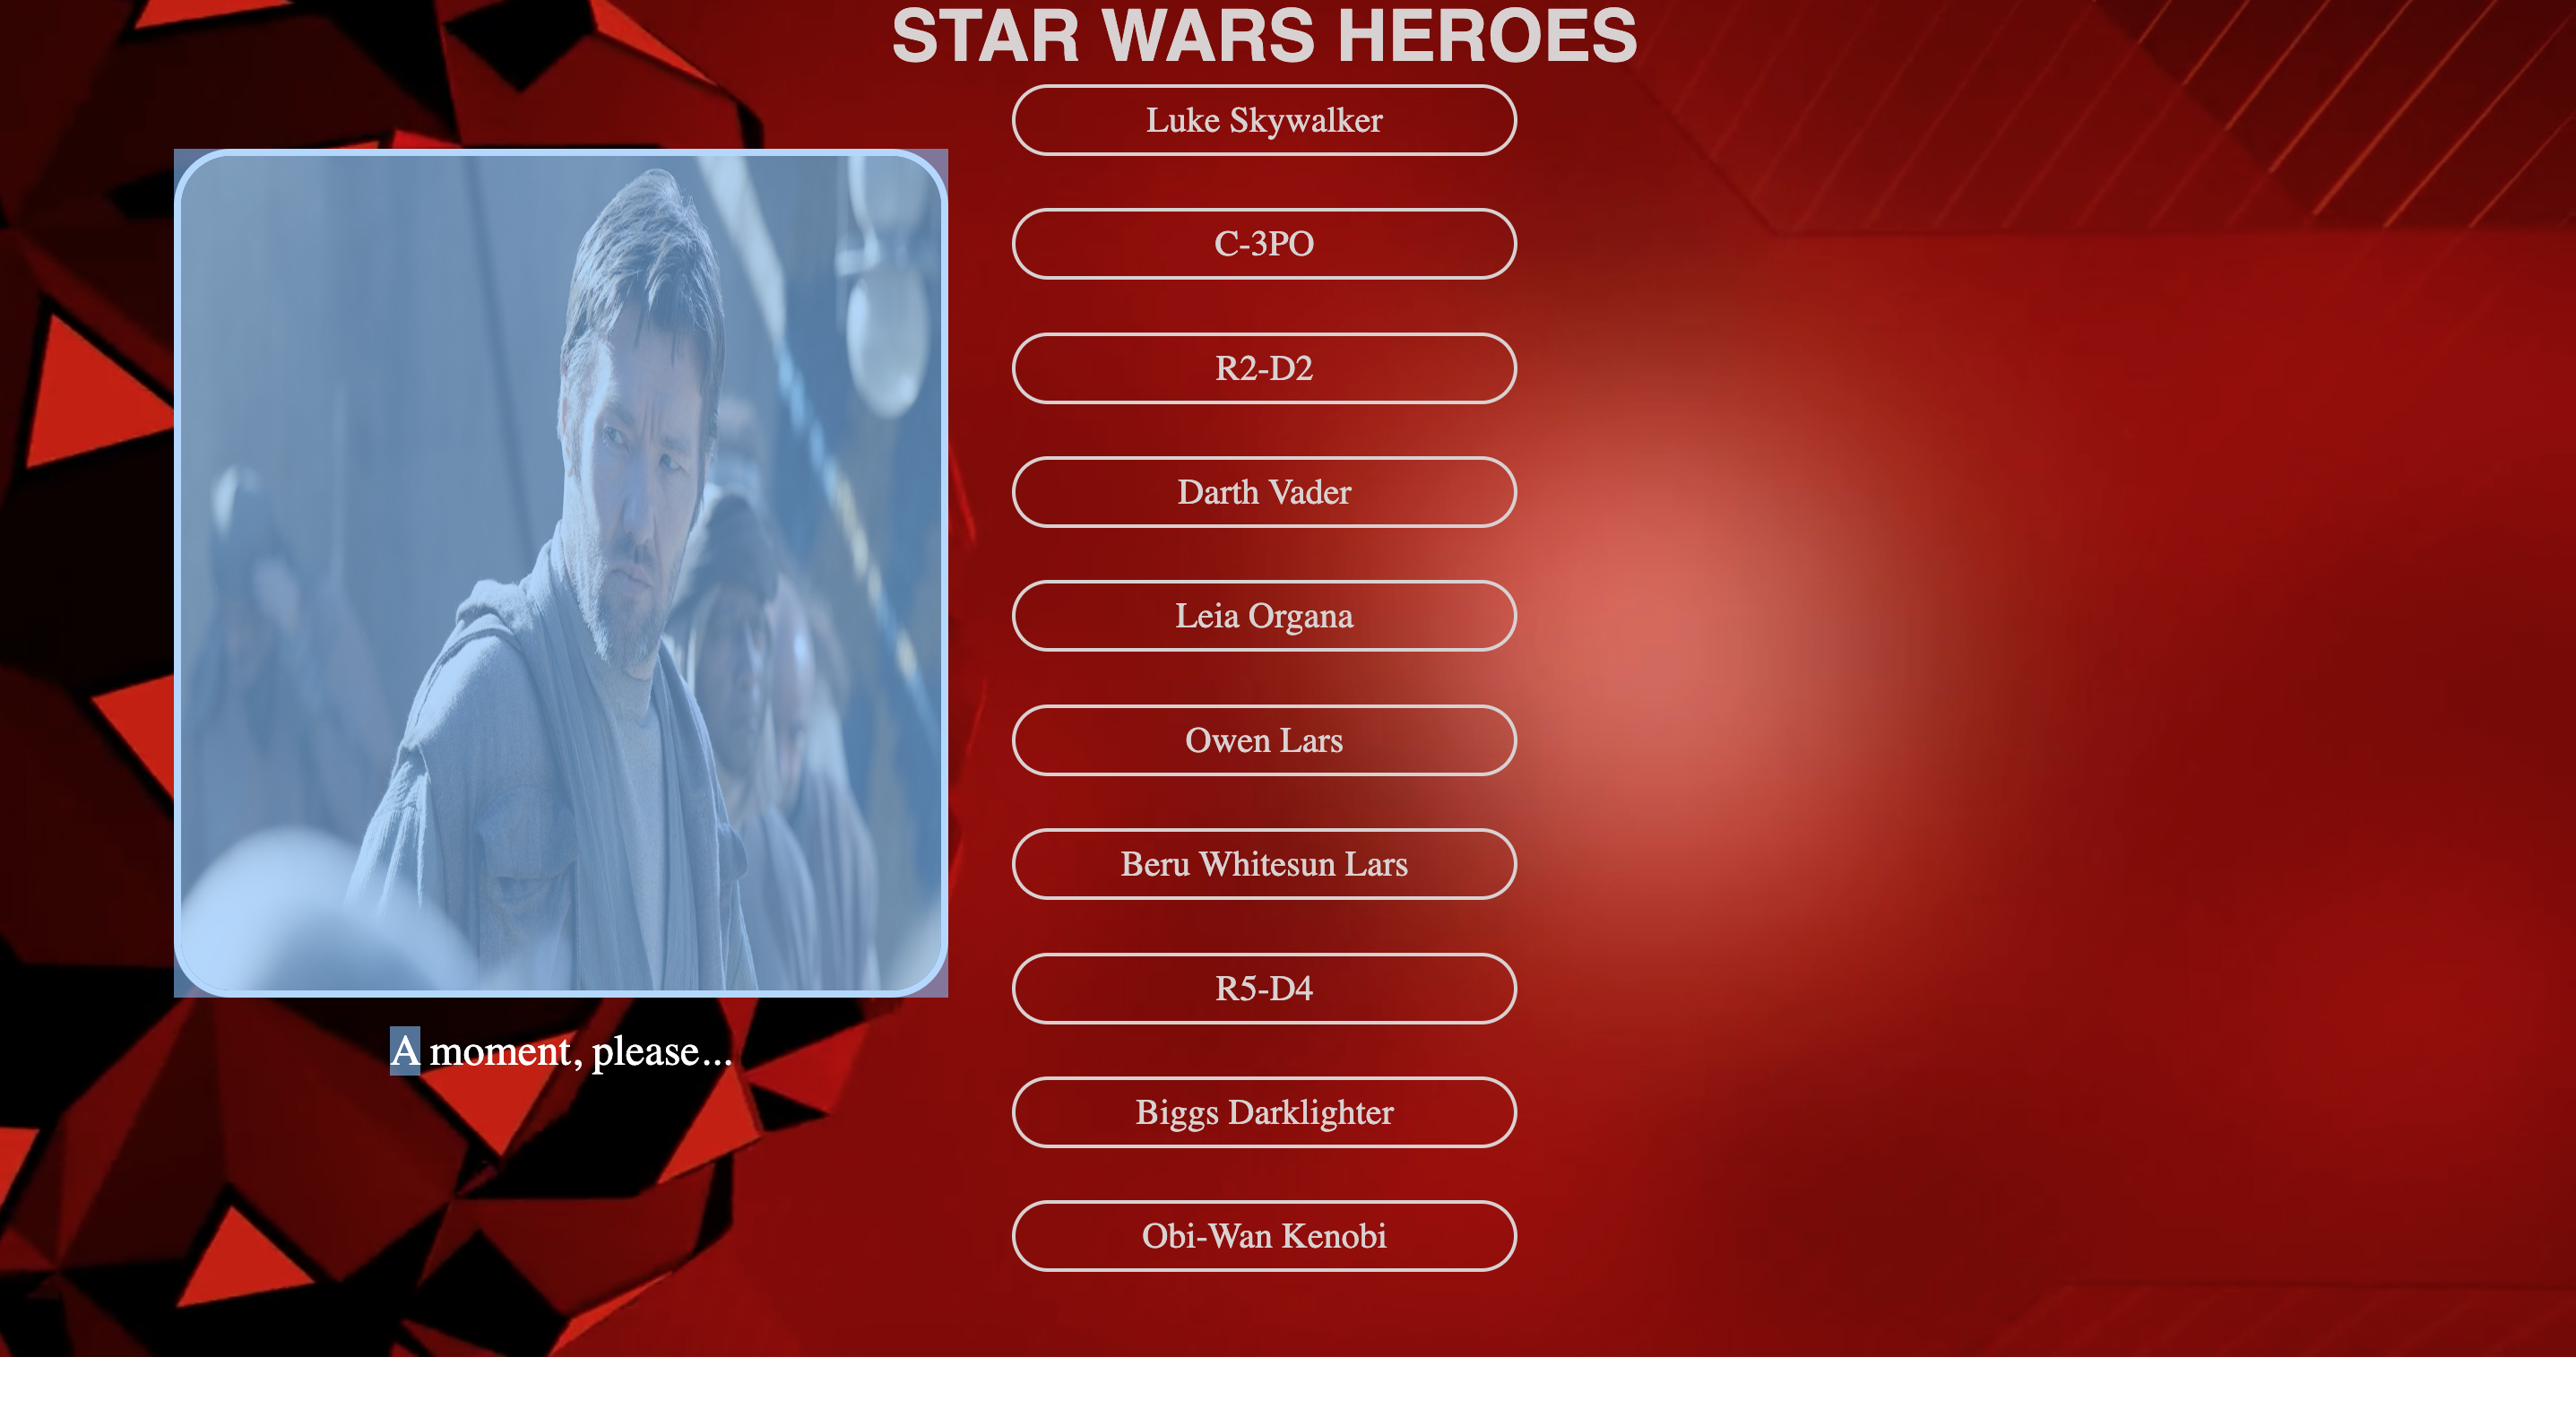 STAR WARS HEROES
Luke Skywalker
C-3PO
R2-D2
Darth Vader
Leia Organa
Owen Lars
Beru Whitesun Lars
R5-D4
Biggs Darklighter
Obi-Wan Kenobi
A moment, please...